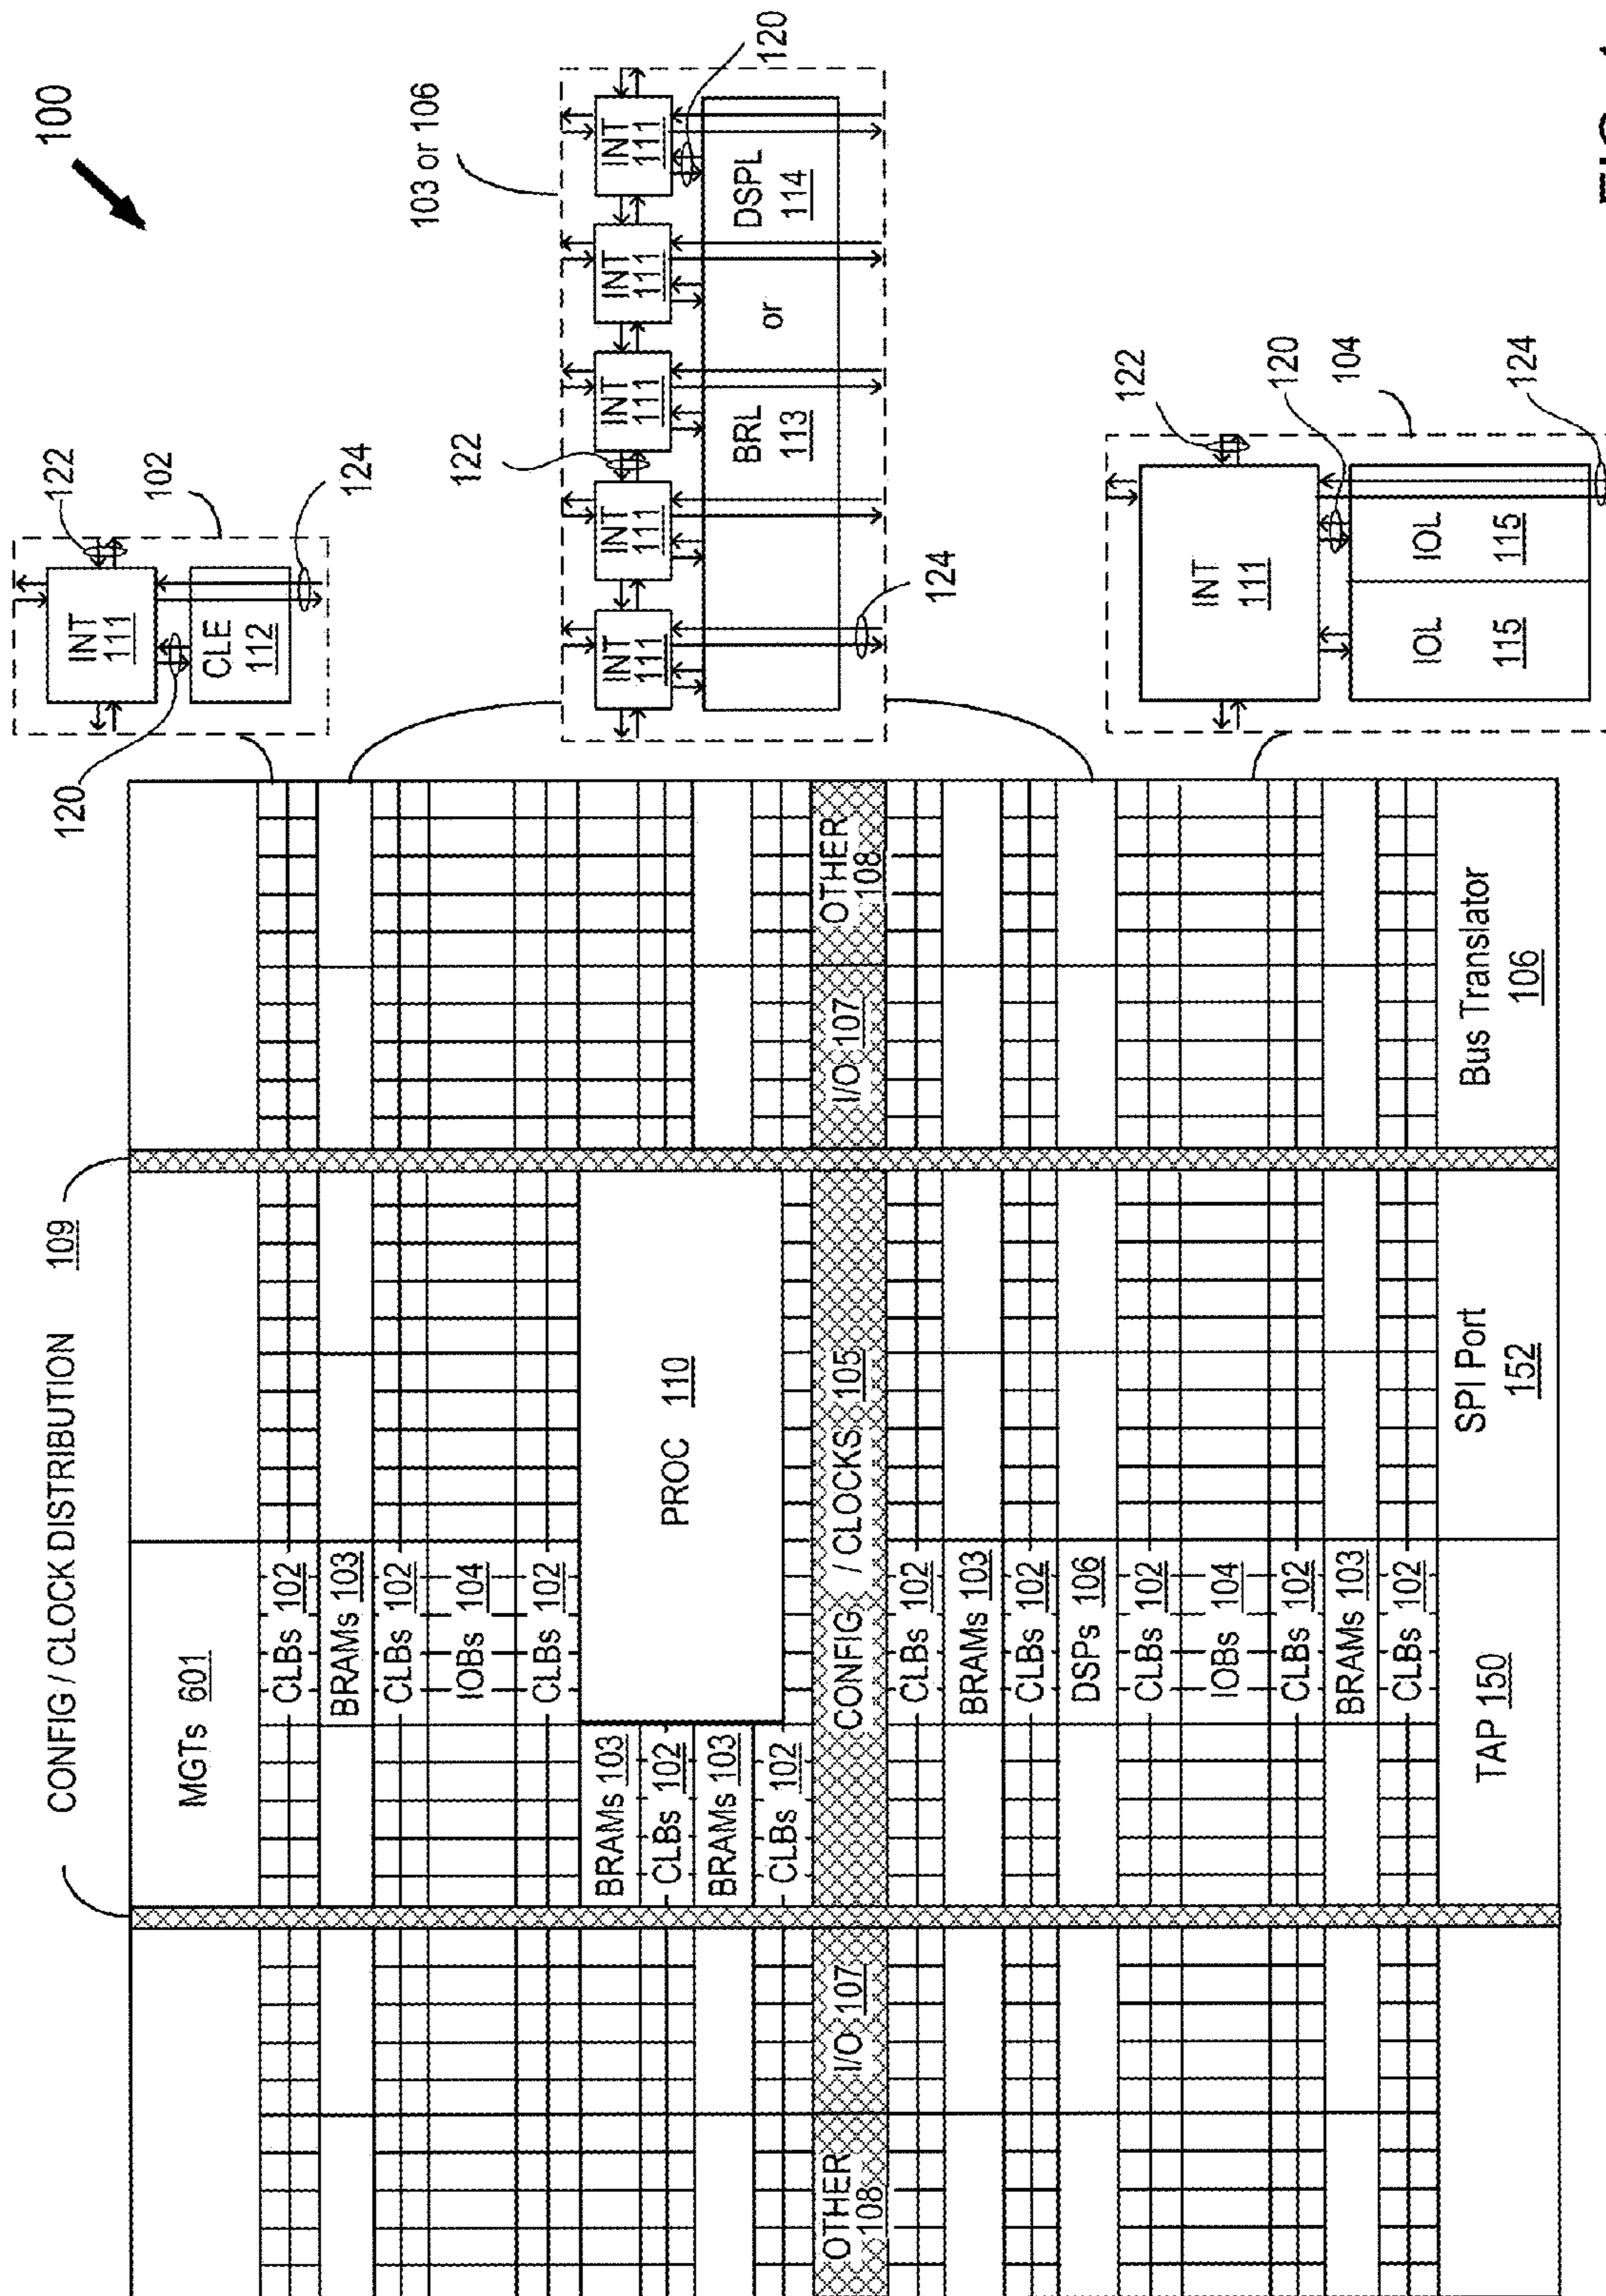 CONFIG / CLOCK DISTRIBUTION 109
100
MGTs 601
CLBs 102
BRAMs 103
CLBs 102
IOBs 104
CLBs 102
BRAMs 103
CLBs 102
BRAMs 103
CLBs 102
PROC 110
OTHER
108
I/O 107
CONFIG / CLOCKS 105
I/O 107
OTHER
108
CLBs 102
BRAMs 103
CLBs 102
DSPs 106
CLBs 102
IOBs 104
CLBs 102
BRAMs 103
CLBs 102
TAP 150
SPI Port
152
Bus Translator
106
120
122
INT
111
CLE
112
102
124
103 or 106
INT
111
INT
111
INT
111
INT
111
INT
111
122
120
BRL
113
or
DSPL
114
124
122
INT
111
120
104
IOL
115
IOL
115
124